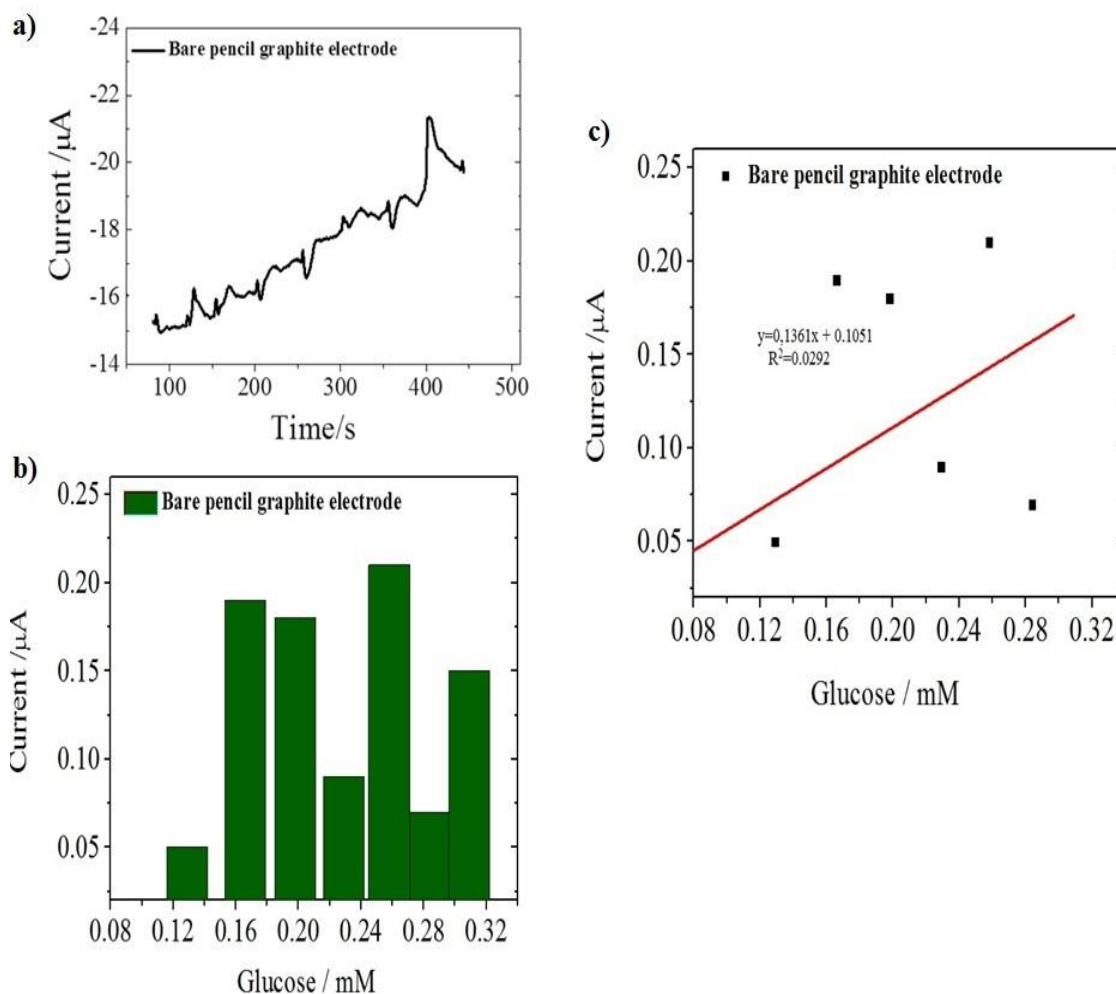 a)
-24
-22
-20
-18
-16
-14
Current /µA
Bare pencil graphite electrode
100 200 300 400 500
Time/s
b)
0.25
0.20
0.15
0.10
0.05
Current /µA
Bare pencil graphite electrode
0.08 0.12 0.16 0.20 0.24 0.28 0.32
Glucose / mM
c)
0.25
0.20
0.15
0.10
0.05
Current /µA
Bare pencil graphite electrode
y=0,1361x + 0.1051
R²=0.0292
0.08 0.12 0.16 0.20 0.24 0.28 0.32
Glucose / mM